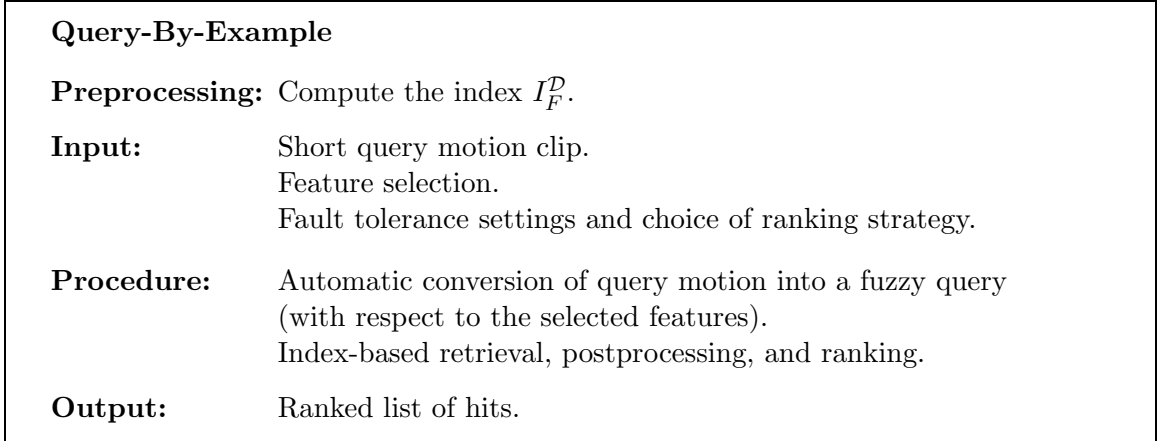 Query-By-Example
Preprocessing: Compute the index $I_F^{\mathcal{D}}$.
Input: Short query motion clip.
Feature selection.
Fault tolerance settings and choice of ranking strategy.
Procedure: Automatic conversion of query motion into a fuzzy query
(with respect to the selected features).
Index-based retrieval, postprocessing, and ranking.
Output: Ranked list of hits.